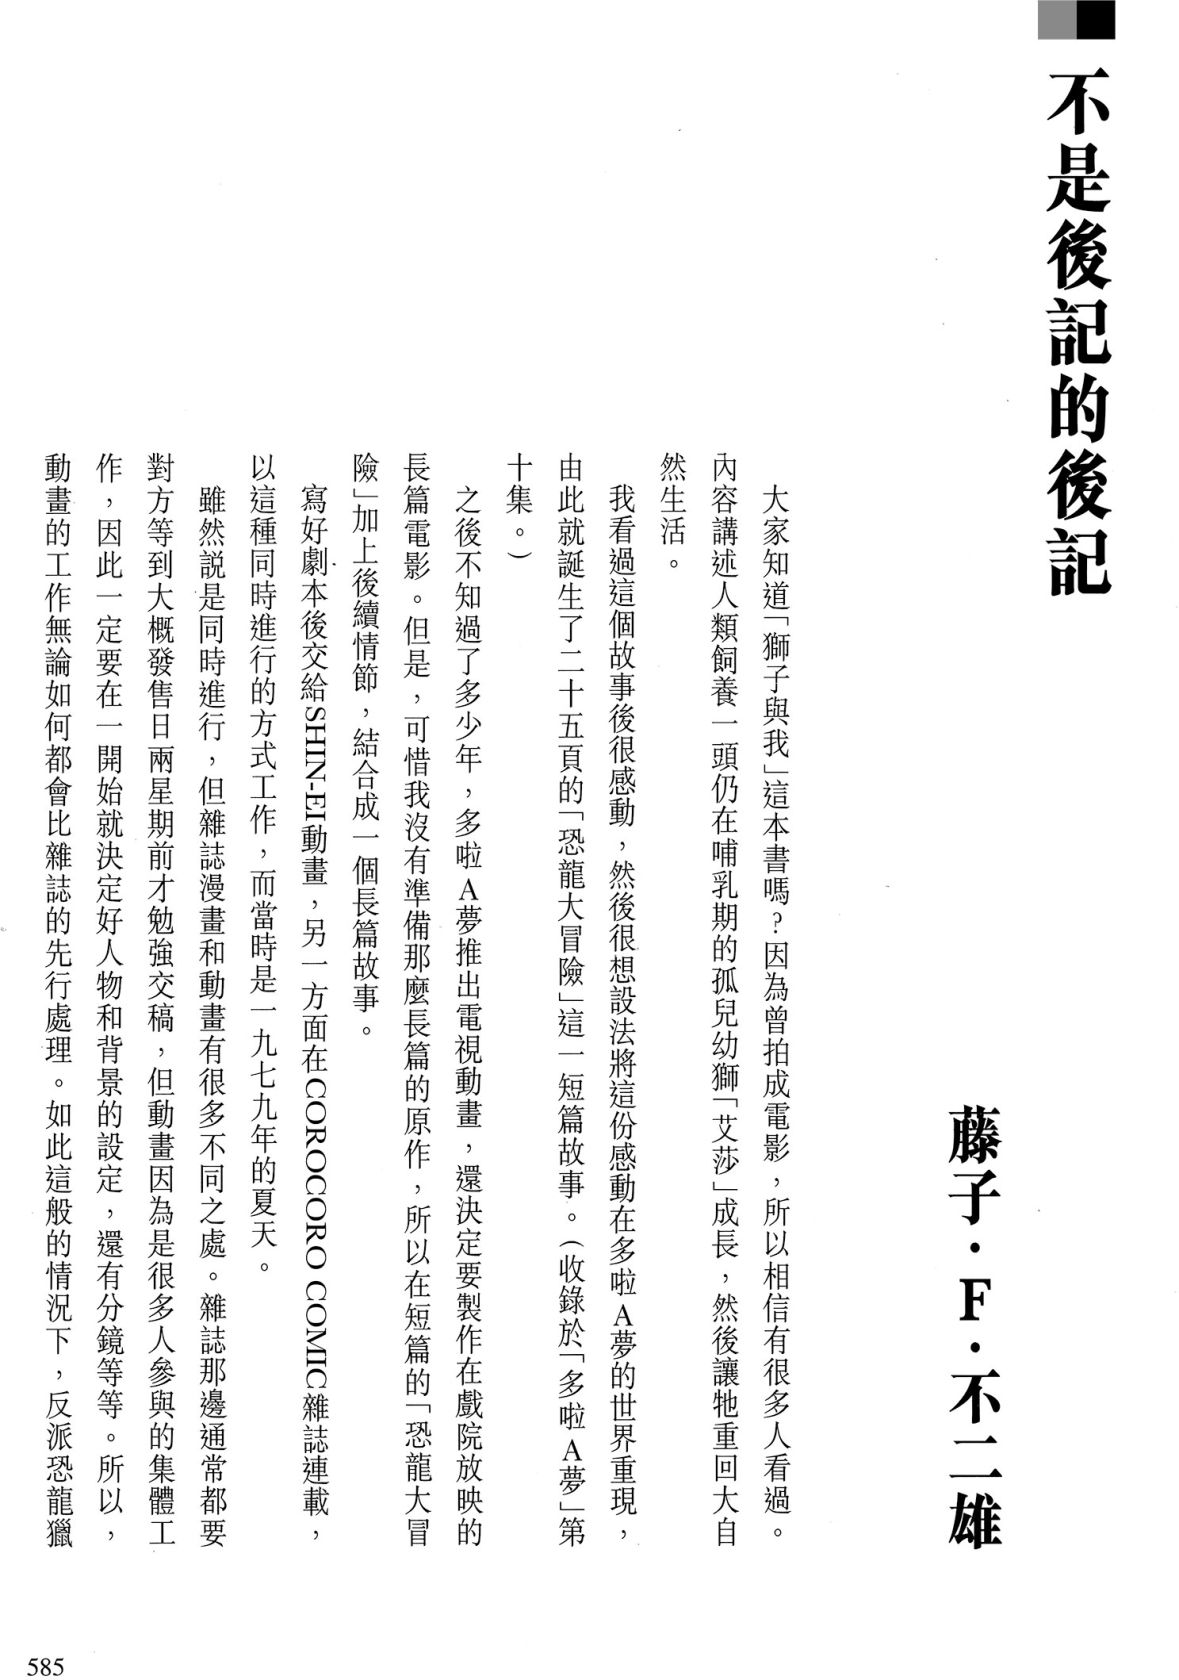 不是後記的後記
藤子・F・不二雄
大家知道「獅子與我」這本書嗎？因為曾拍成電影，所以相信有很多人看過。
內容講述人類飼養一頭仍在哺乳期的孤兒幼獅「艾莎」成長，然後讓牠重回大自
然生活。
我看過這個故事後很感動，然後很想設法將這份感動在多啦A夢的世界重現，
由此就誕生了二十五頁的「恐龍大冒險」這一短篇故事。（收錄於「多啦A夢」第
十集。）
之後不知過了多少年，多啦A夢推出電視動畫，還決定要製作在戲院放映的
長篇電影。但是，可惜我沒有準備那麼長篇的原作，所以在短篇的「恐龍大冒
險」加上後續情節，結合成一個長篇故事。
寫好劇本後交給SHIN-EI動畫，另一方面在COROCORO COMIC雜誌連載，
以這種同時進行的方式工作，而當時是一九七九年的夏天。
雖然說是同時進行，但雜誌漫畫和動畫有很多不同之處。雜誌那邊通常都要
對方等到大概發售日兩星期前才勉強交稿，但動畫因為是很多人參與的集體工
作，因此一定要在一開始就決定好人物和背景的設定，還有分鏡等等。所以，
動畫的工作無論如何都會比雜誌的先行處理。如此這般的情況下，反派恐龍獵
585